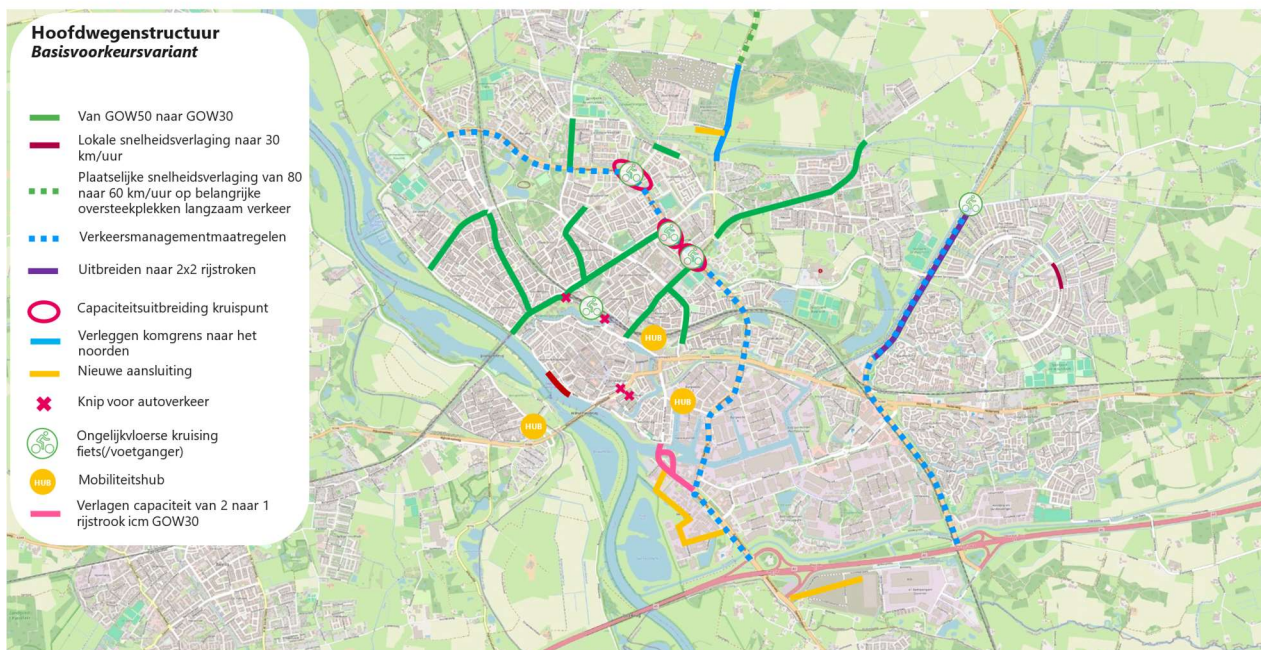 Hoofdwegenstructuur
Basisvoorkeursvariant
Van GOW50 naar GOW30
Lokale snelheidsverlaging naar 30
km/uur
Plaatselijke snelheidsverlaging van 80
naar 60 km/uur op belangrijke
oversteekplekken langzaam verkeer
Verkeersmanagementmaatregelen
Uitbreiden naar 2x2 rijstroken
Capaciteitsuitbreiding kruispunt
Verleggen komgrens naar het
noorden
Nieuwe aansluiting
Knip voor autoverkeer
Ongelijkvloerse kruising
fiets(/voetganger)
HUB
Mobiliteitshub
Verlagen capaciteit van 2 naar 1
rijstrook icm GOW30
HUB
HUB
HUB